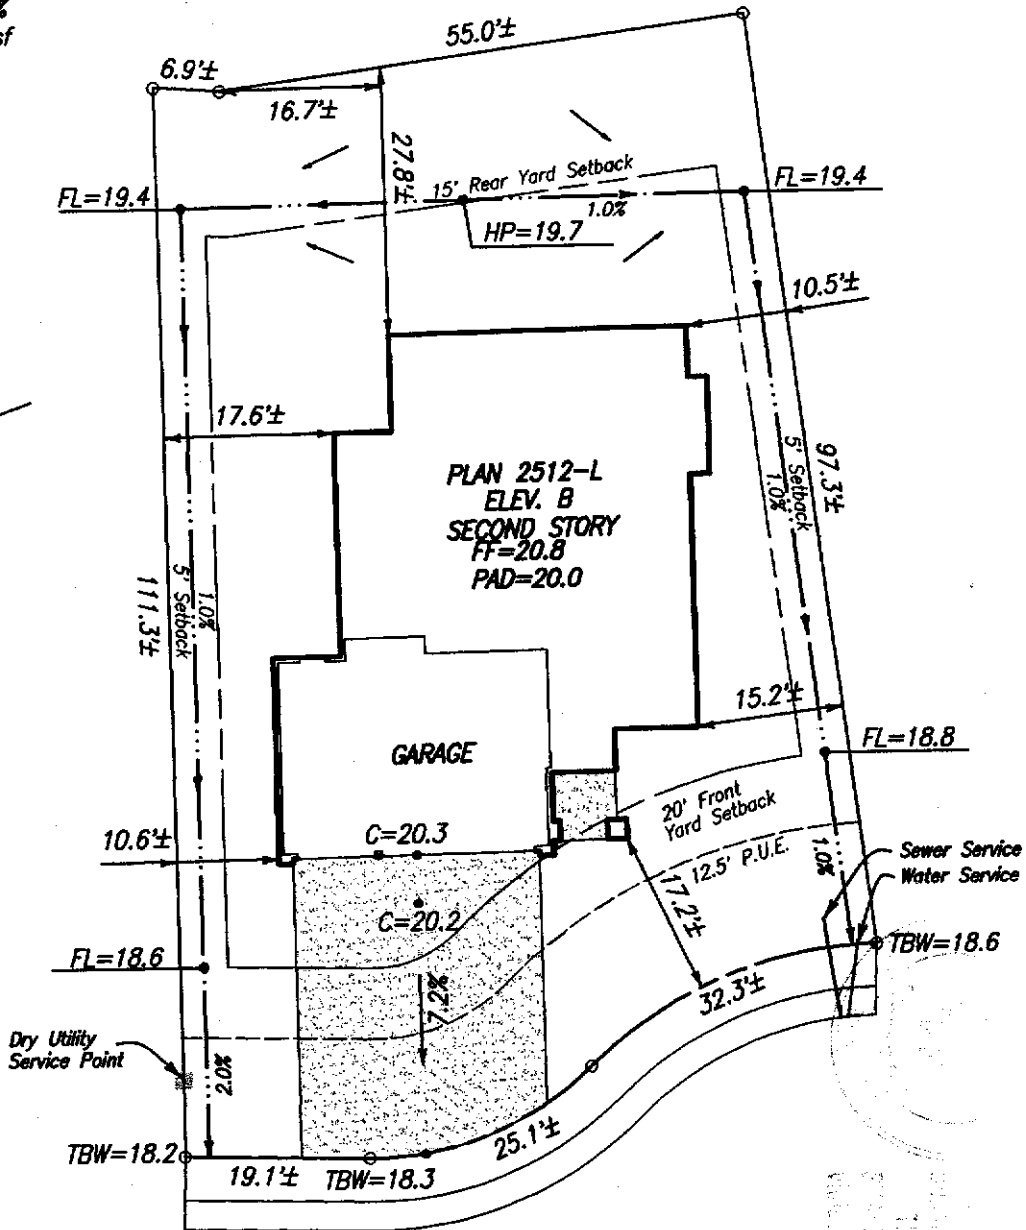 %
sf
55.0'±
6.9'±
16.7'±
27.8'±
15' Rear Yard Setback
FL=19.4
FL=19.4
1.0%
HP=19.7
10.5'±
17.6'±
PLAN 2512-L
ELEV. B
SECOND STORY
FF=20.8
PAD=20.0
97.3'±
5' Setback
1.0%
111.3'±
5' Setback
1.0%
15.2'±
FL=18.8
GARAGE
20' Front
Yard Setback
12.5' P.U.E.
10.6'±
C=20.3
C=20.2
17.2'±
1.0%
Sewer Service
Water Service
FL=18.6
TBW=18.6
7.2%
32.3'±
Dry Utility
Service Point
2.0%
25.1'±
TBW=18.2
19.1'±
TBW=18.3